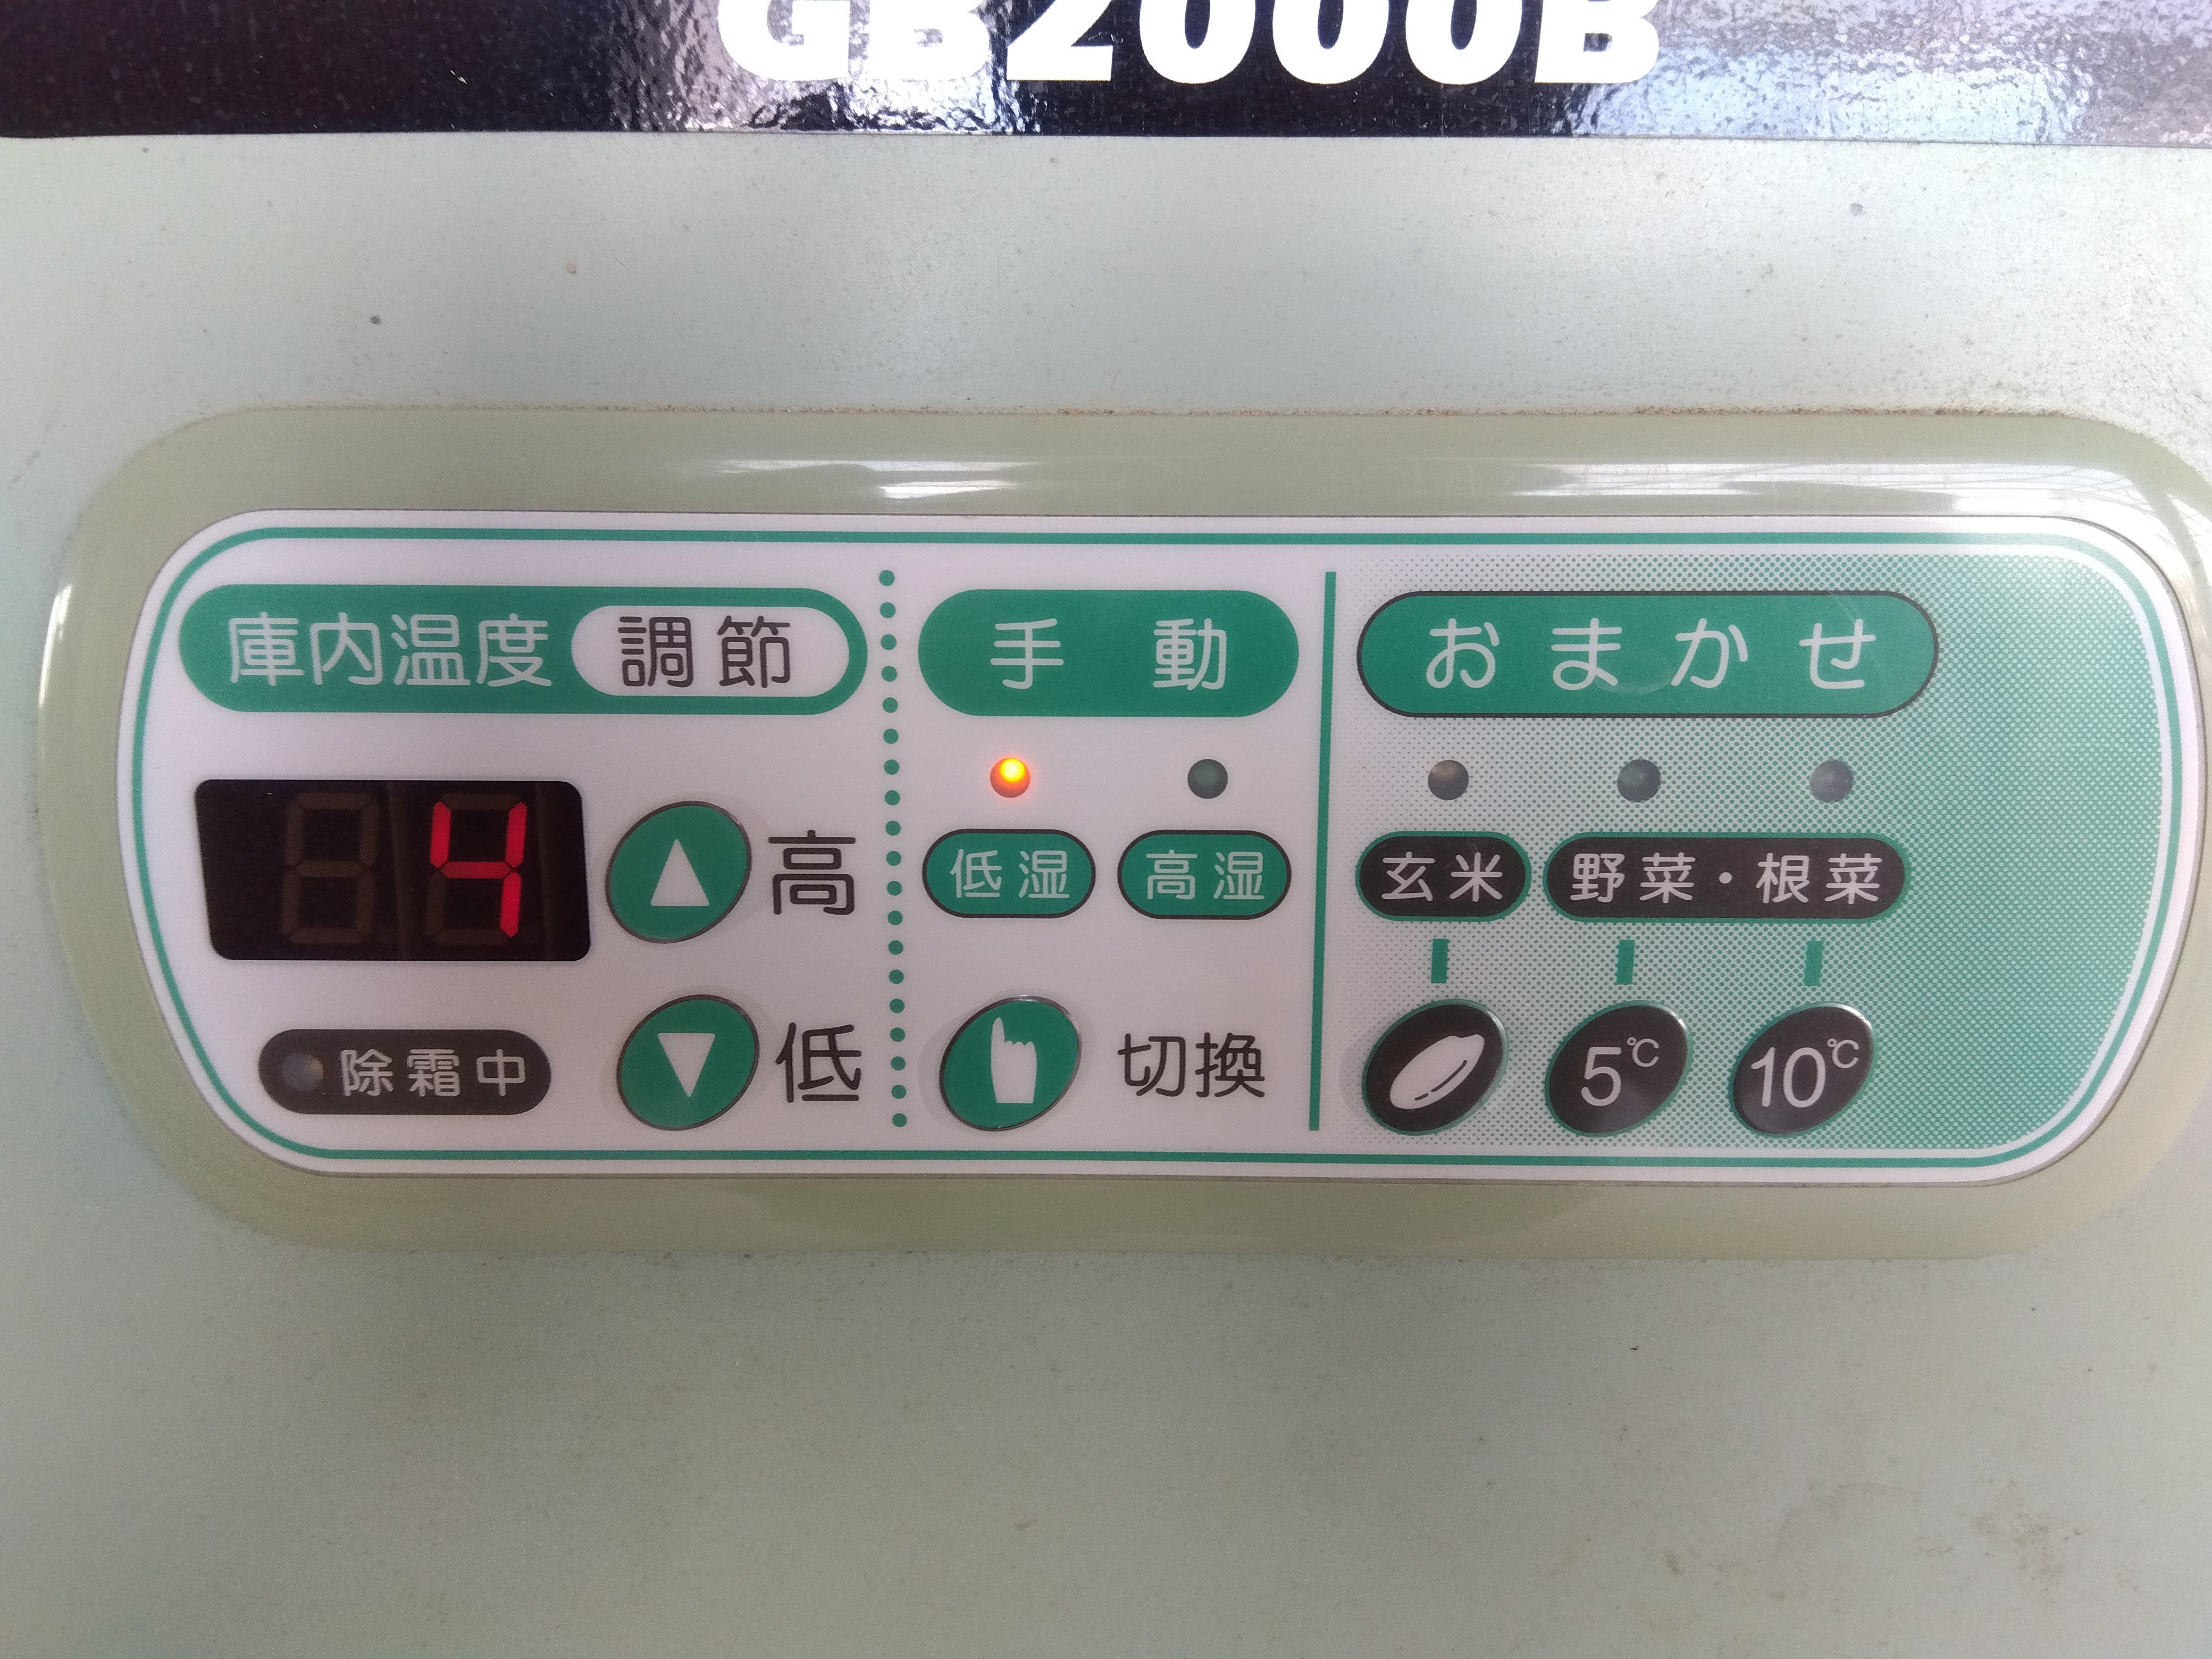 GB2000B
庫内温度 調節
手動
おまかせ
4
高
低湿
高湿
玄米
野菜・根菜
除霜中
低
切換
5℃
10℃